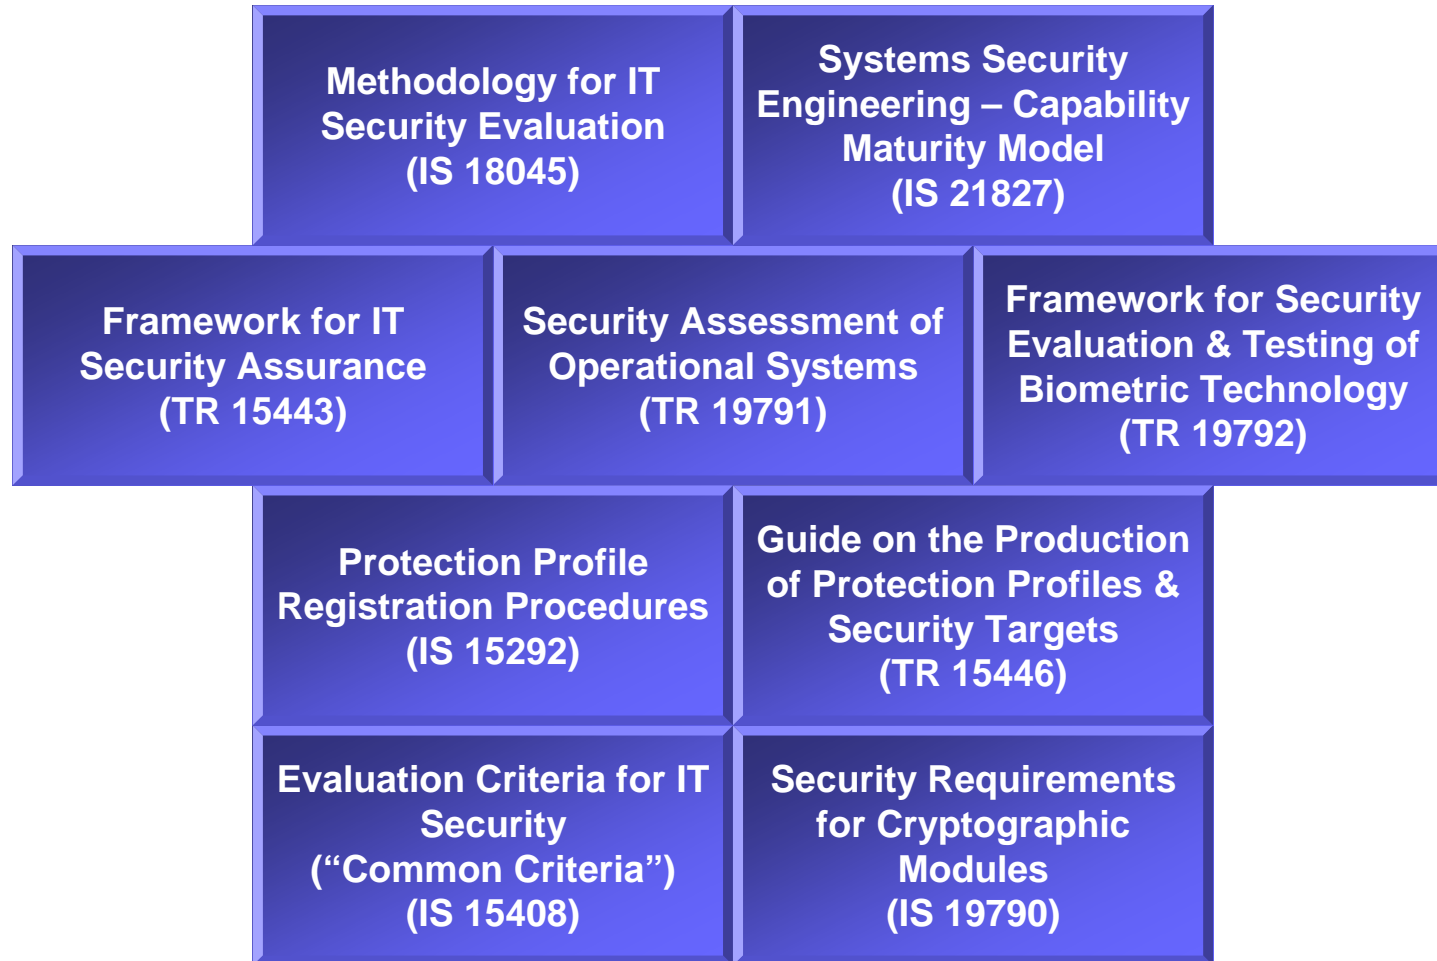 Methodology for IT
Security Evaluation
(IS 18045)
Systems Security
Engineering – Capability
Maturity Model
(IS 21827)
Framework for IT
Security Assurance
(TR 15443)
Security Assessment of
Operational Systems
(TR 19791)
Framework for Security
Evaluation & Testing of
Biometric Technology
(TR 19792)
Protection Profile
Registration Procedures
(IS 15292)
Guide on the Production
of Protection Profiles &
Security Targets
(TR 15446)
Evaluation Criteria for IT
Security
(“Common Criteria”)
(IS 15408)
Security Requirements
for Cryptographic
Modules
(IS 19790)